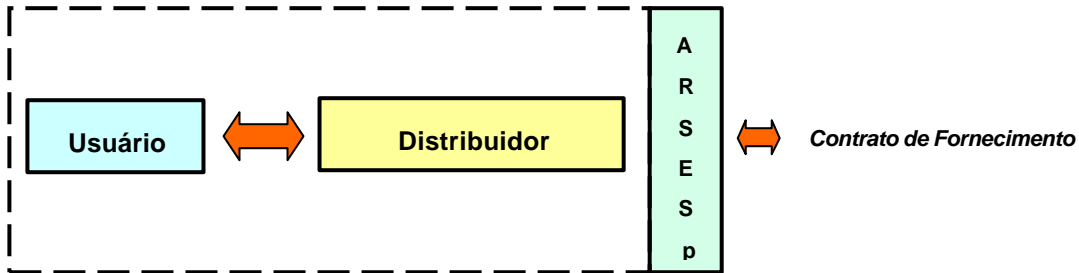 A
R
S
E
S
p
Usuário
Distribuidor
Contrato de Fornecimento